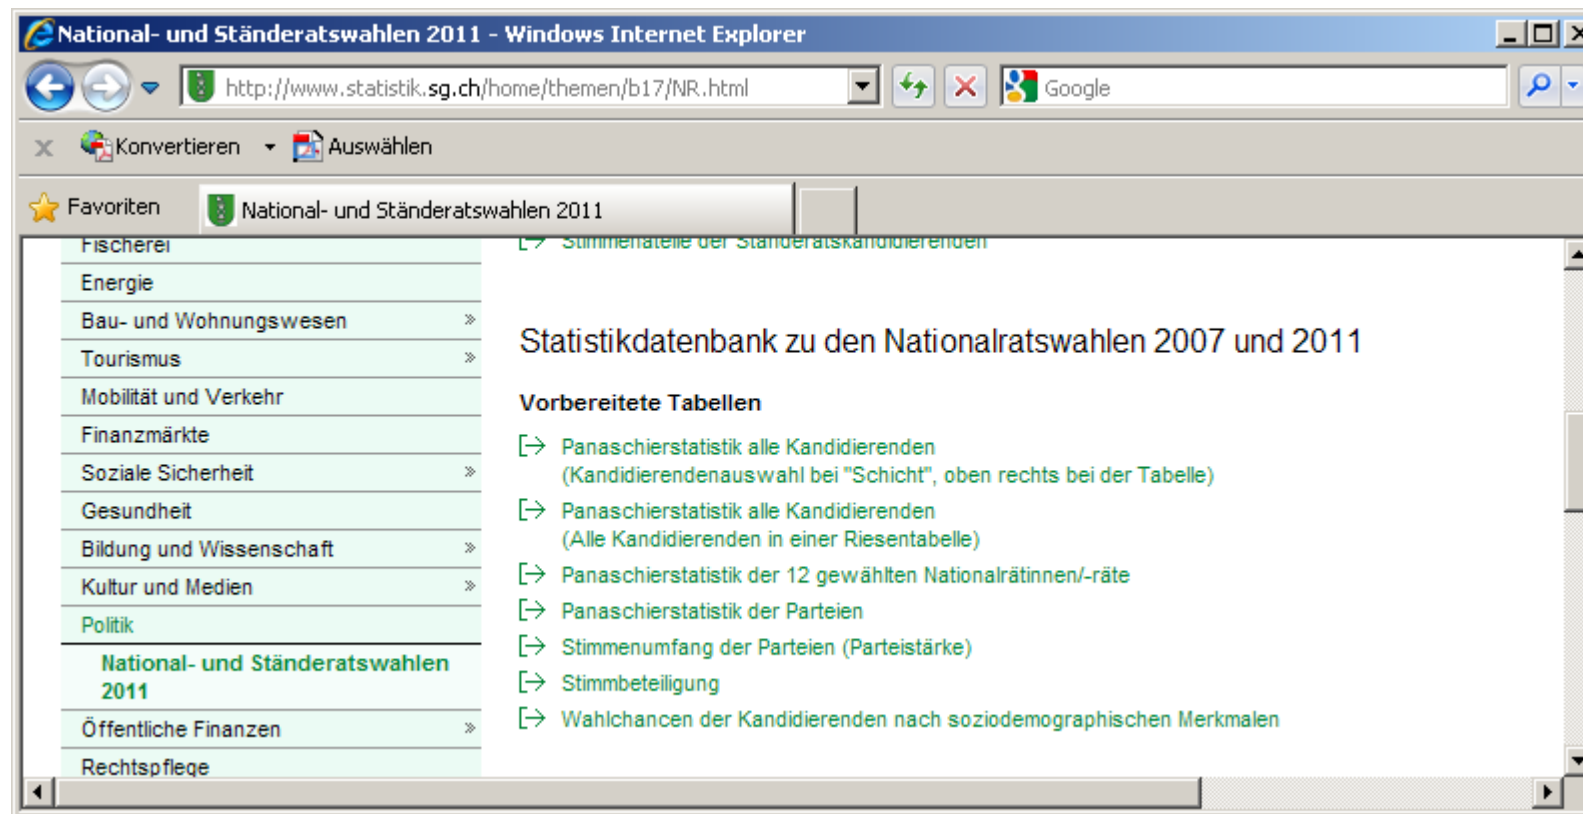 National- und Ständeratswahlen 2011 - Windows Internet Explorer
http://www.statistik.sg.ch/home/themen/b17/NR.html
Google
Konvertieren
Auswählen
Favoriten
National- und Ständeratswahlen 2011
Fischerei
Energie
Bau- und Wohnungswesen »
Tourismus »
Mobilität und Verkehr
Finanzmärkte
Soziale Sicherheit »
Gesundheit
Bildung und Wissenschaft »
Kultur und Medien »
Politik
National- und Ständeratswahlen
2011
Öffentliche Finanzen »
Rechtspflege
Stimmenateile der Ständeratskandidierenden
Statistikdatenbank zu den Nationalratswahlen 2007 und 2011
Vorbereitete Tabellen
Panaschierstatistik alle Kandidierenden
(Kandidierendenauswahl bei "Schicht", oben rechts bei der Tabelle)
Panaschierstatistik alle Kandidierenden
(Alle Kandidierenden in einer Riesentabelle)
Panaschierstatistik der 12 gewählten Nationalrätinnen/-räte
Panaschierstatistik der Parteien
Stimmenumfang der Parteien (Parteistärke)
Stimmbeteiligung
Wahlchancen der Kandidierenden nach soziodemographischen Merkmalen